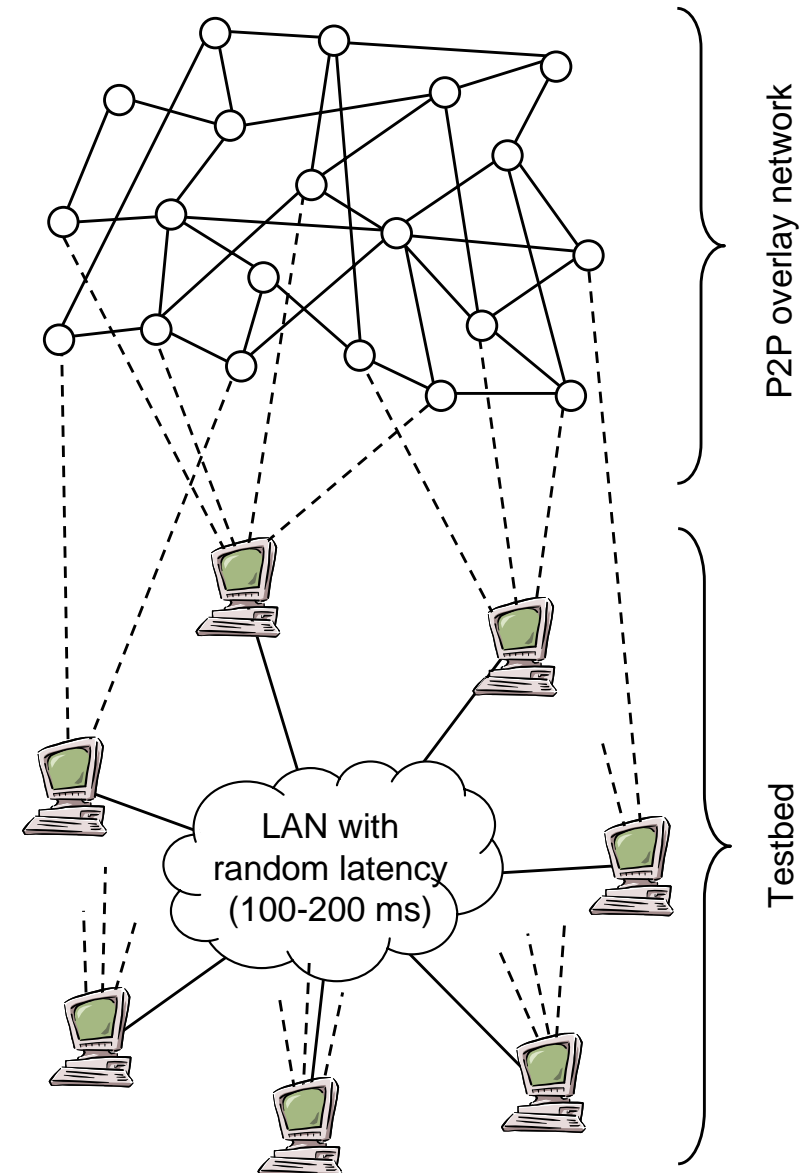 P2P overlay network
LAN with
random latency
(100-200 ms)
Testbed